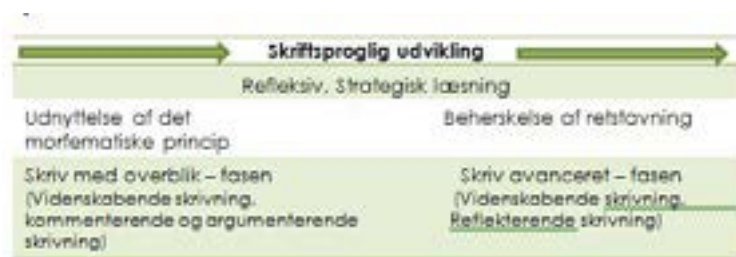 Skriftsproglig udvikling
Refleksiv. Strategisk læsning
Udnyttelse af det
morfematiske princip
Beherskelse af retstavning
Skriv med overblik – fasen
(Videnskabende skrivning,
kommenterende og argumenterende
skrivning)
Skriv avanceret – fasen
(Videnskabende skrivning,
Reflekterende skrivning)